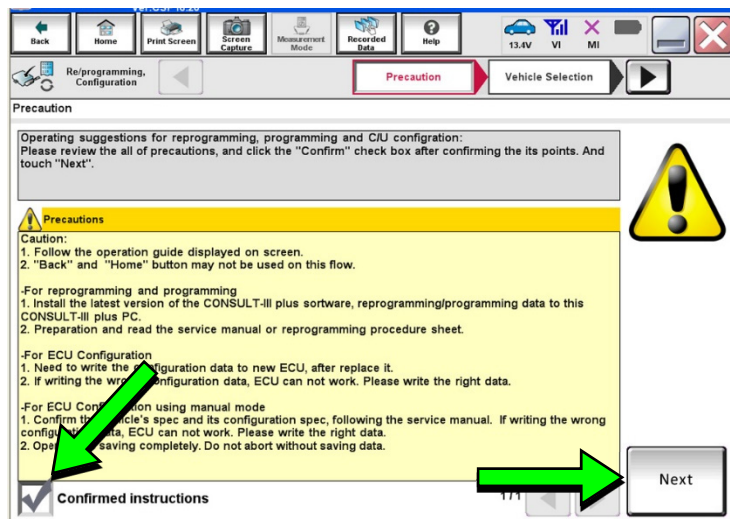 Back
Home
Print Screen
Screen
Capture
Measurement
Mode
Recorded
Data
Help
13.4V
VI
MI
Re/programming,
Configuration
Precaution
Vehicle Selection
Precaution
Operating suggestions for reprogramming, programming and C/U configration:
Please review the all of precautions, and click the "Confirm" check box after confirming the its points. And
touch "Next".
Precautions
Caution:
1. Follow the operation guide displayed on screen.
2. "Back" and "Home" button may not be used on this flow.
-For reprogramming and programming
1. Install the latest version of the CONSULT-III plus sortware, reprogramming/programming data to this
CONSULT-III plus PC.
2. Preparation and read the service manual or reprogramming procedure sheet.
-For ECU Configuration
1. Need to write the configuration data to new ECU, after replace it.
2. If writing the configuration data, ECU can not work. Please write the right data.
-For ECU using manual mode
1. Confirm spec and its configuration spec, following the service manual. If writing the wrong
data, ECU can not work. Please write the right data.
2. saving completely. Do not abort without saving data.
Confirmed instructions
1/1
Next